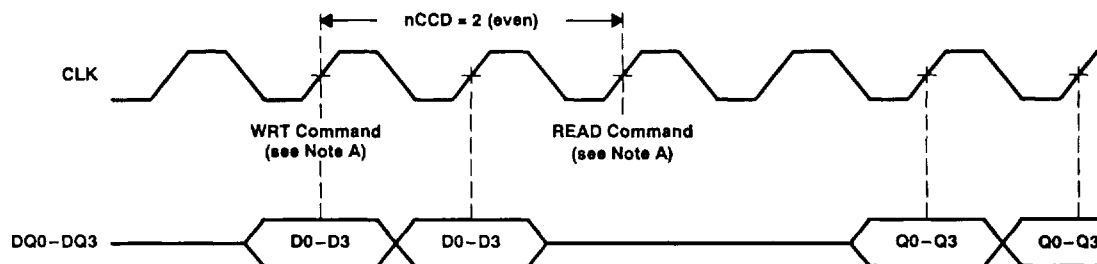 nCCD = 2 (even)
CLK
WRT Command
(see Note A)
READ Command
(see Note A)
DQ0–DQ3
D0–D3
D0–D3
Q0–Q3
Q0–Q3